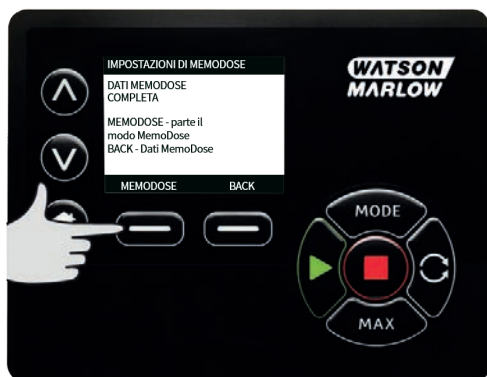 IMPOSTAZIONI DI MEMODOSE
DATI MEMODOSE
COMPLETA
MEMODOSE - parte il
modo MemoDose
BACK - Dati MemoDose
MEMODOSE BACK
WATSON
MARLOW
MODE
MAX